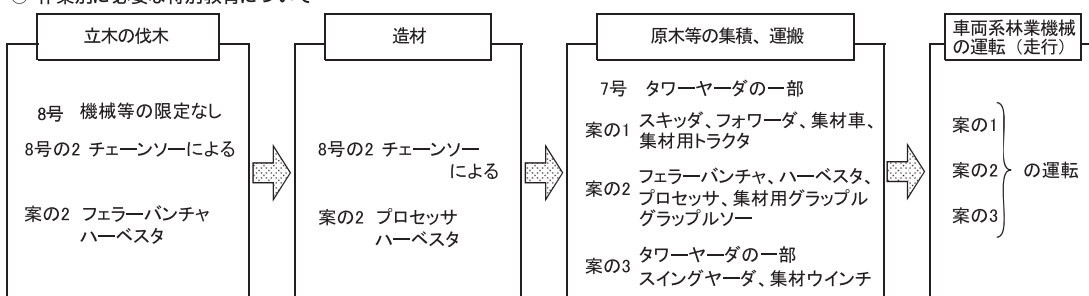 ○ 作業別に必要な特別教育について
立木の伐木
8号 機械等の限定なし
8号の2 チェーンソーによる
案の2 フェラーバンチャ
ハーベスタ
造材
8号の2 チェーンソー
による
案の2 プロセッサ
ハーベスタ
原木等の集積、運搬
7号 タワーヤーダの一部
案の1 スキッダ、フォワーダ、集材車、
集材用トラクタ
案の2 フェラーバンチャ、ハーベスタ、
プロセッサ、集材用グラップル
グラップルソー
案の3 タワーヤーダの一部
スイングヤーダ、集材ウインチ
車両系林業機械
の運転（走行）
案の1
案の2 の運転
案の3